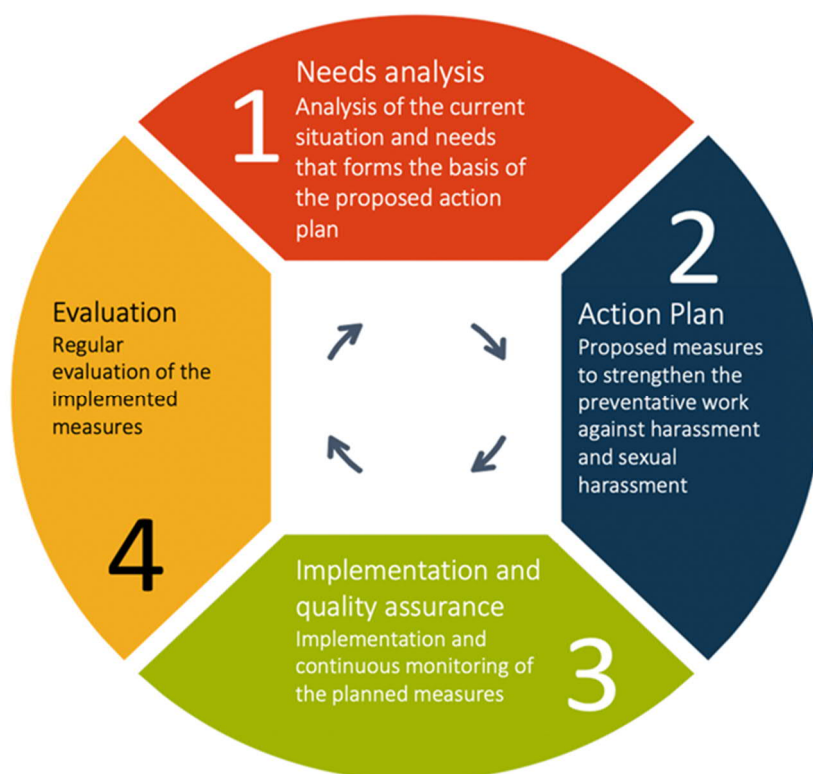 1
Needs analysis
Analysis of the current
situation and needs
that forms the basis of
the proposed action
plan
2
Action Plan
Proposed measures
to strengthen the
preventative work
against harassment
and sexual
harassment
Implementation and
quality assurance
Implementation and
continuous monitoring of
the planned measures
3
Evaluation
Regular
evaluation of the
implemented
measures
4